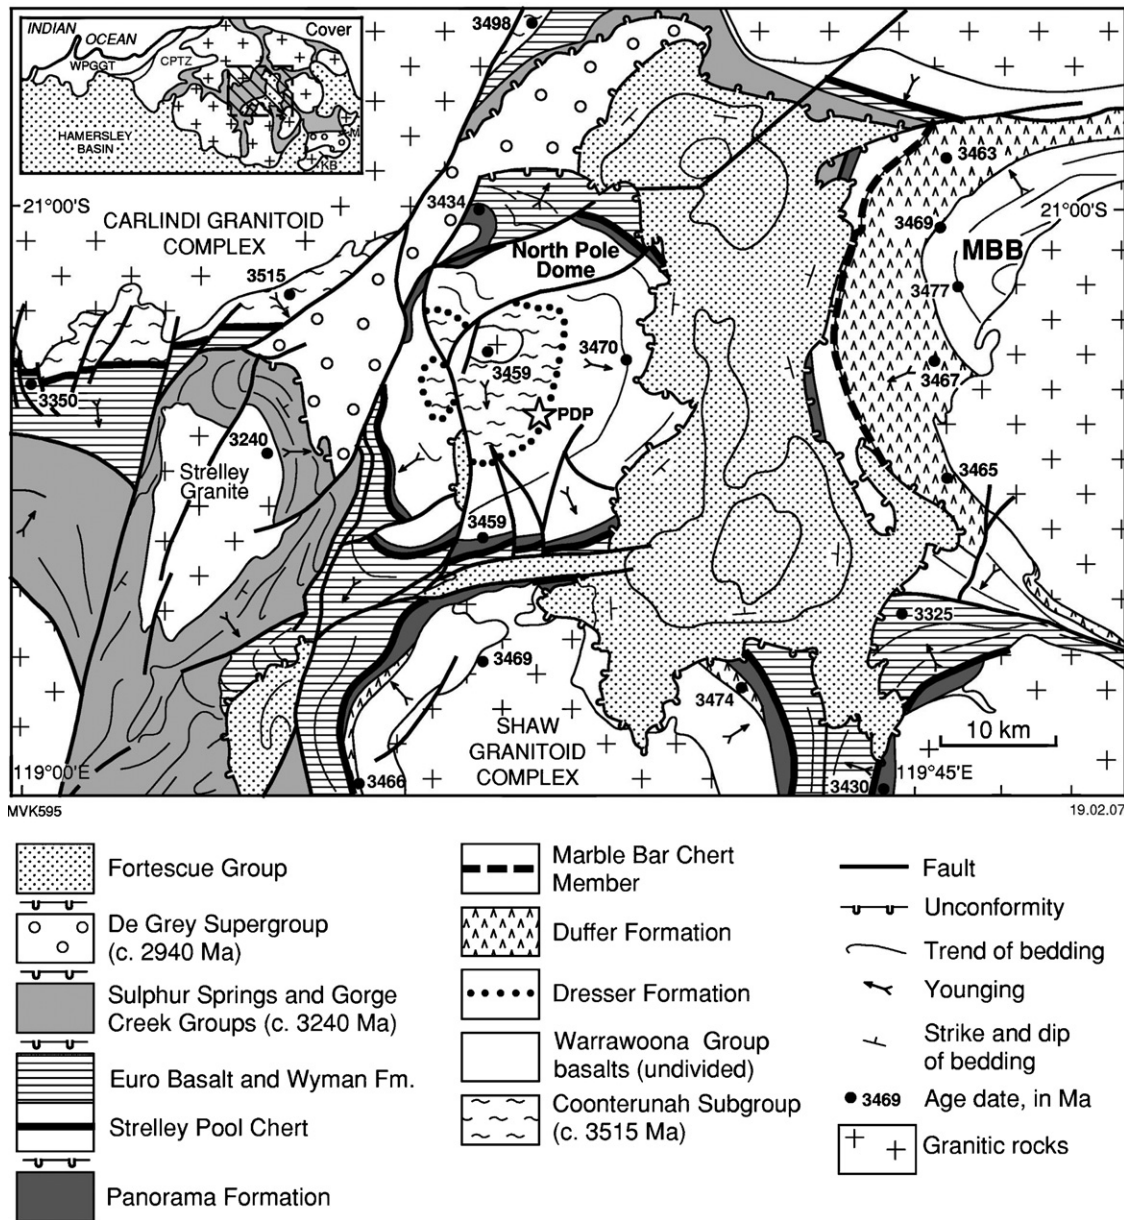 INDIAN
OCEAN
Cover
WPGGT
CPTZ
HAMERSLEY
BASIN
M
KB
3498
21°00'S
CARLINDI GRANITOID
COMPLEX
3434
North Pole
Dome
3463
21°00'S
3469
MBB
3477
3515
3459
3470
3467
3350
PDP
3240
Strelley
Granite
3465
3459
3325
3469
3474
SHAW
GRANITOID
COMPLEX
10 km
119°00'E
3466
3430
119°45'E
MVK595
19.02.07
Fortescue Group
De Grey Supergroup
(c. 2940 Ma)
Sulphur Springs and Gorge
Creek Groups (c. 3240 Ma)
Euro Basalt and Wyman Fm.
Strelley Pool Chert
Panorama Formation
Marble Bar Chert
Member
Duffer Formation
Dresser Formation
Warrawoona Group
basalts (undivided)
Coonterunah Subgroup
(c. 3515 Ma)
Fault
Unconformity
Trend of bedding
Younging
Strike and dip
of bedding
3469 Age date, in Ma
Granitic rocks